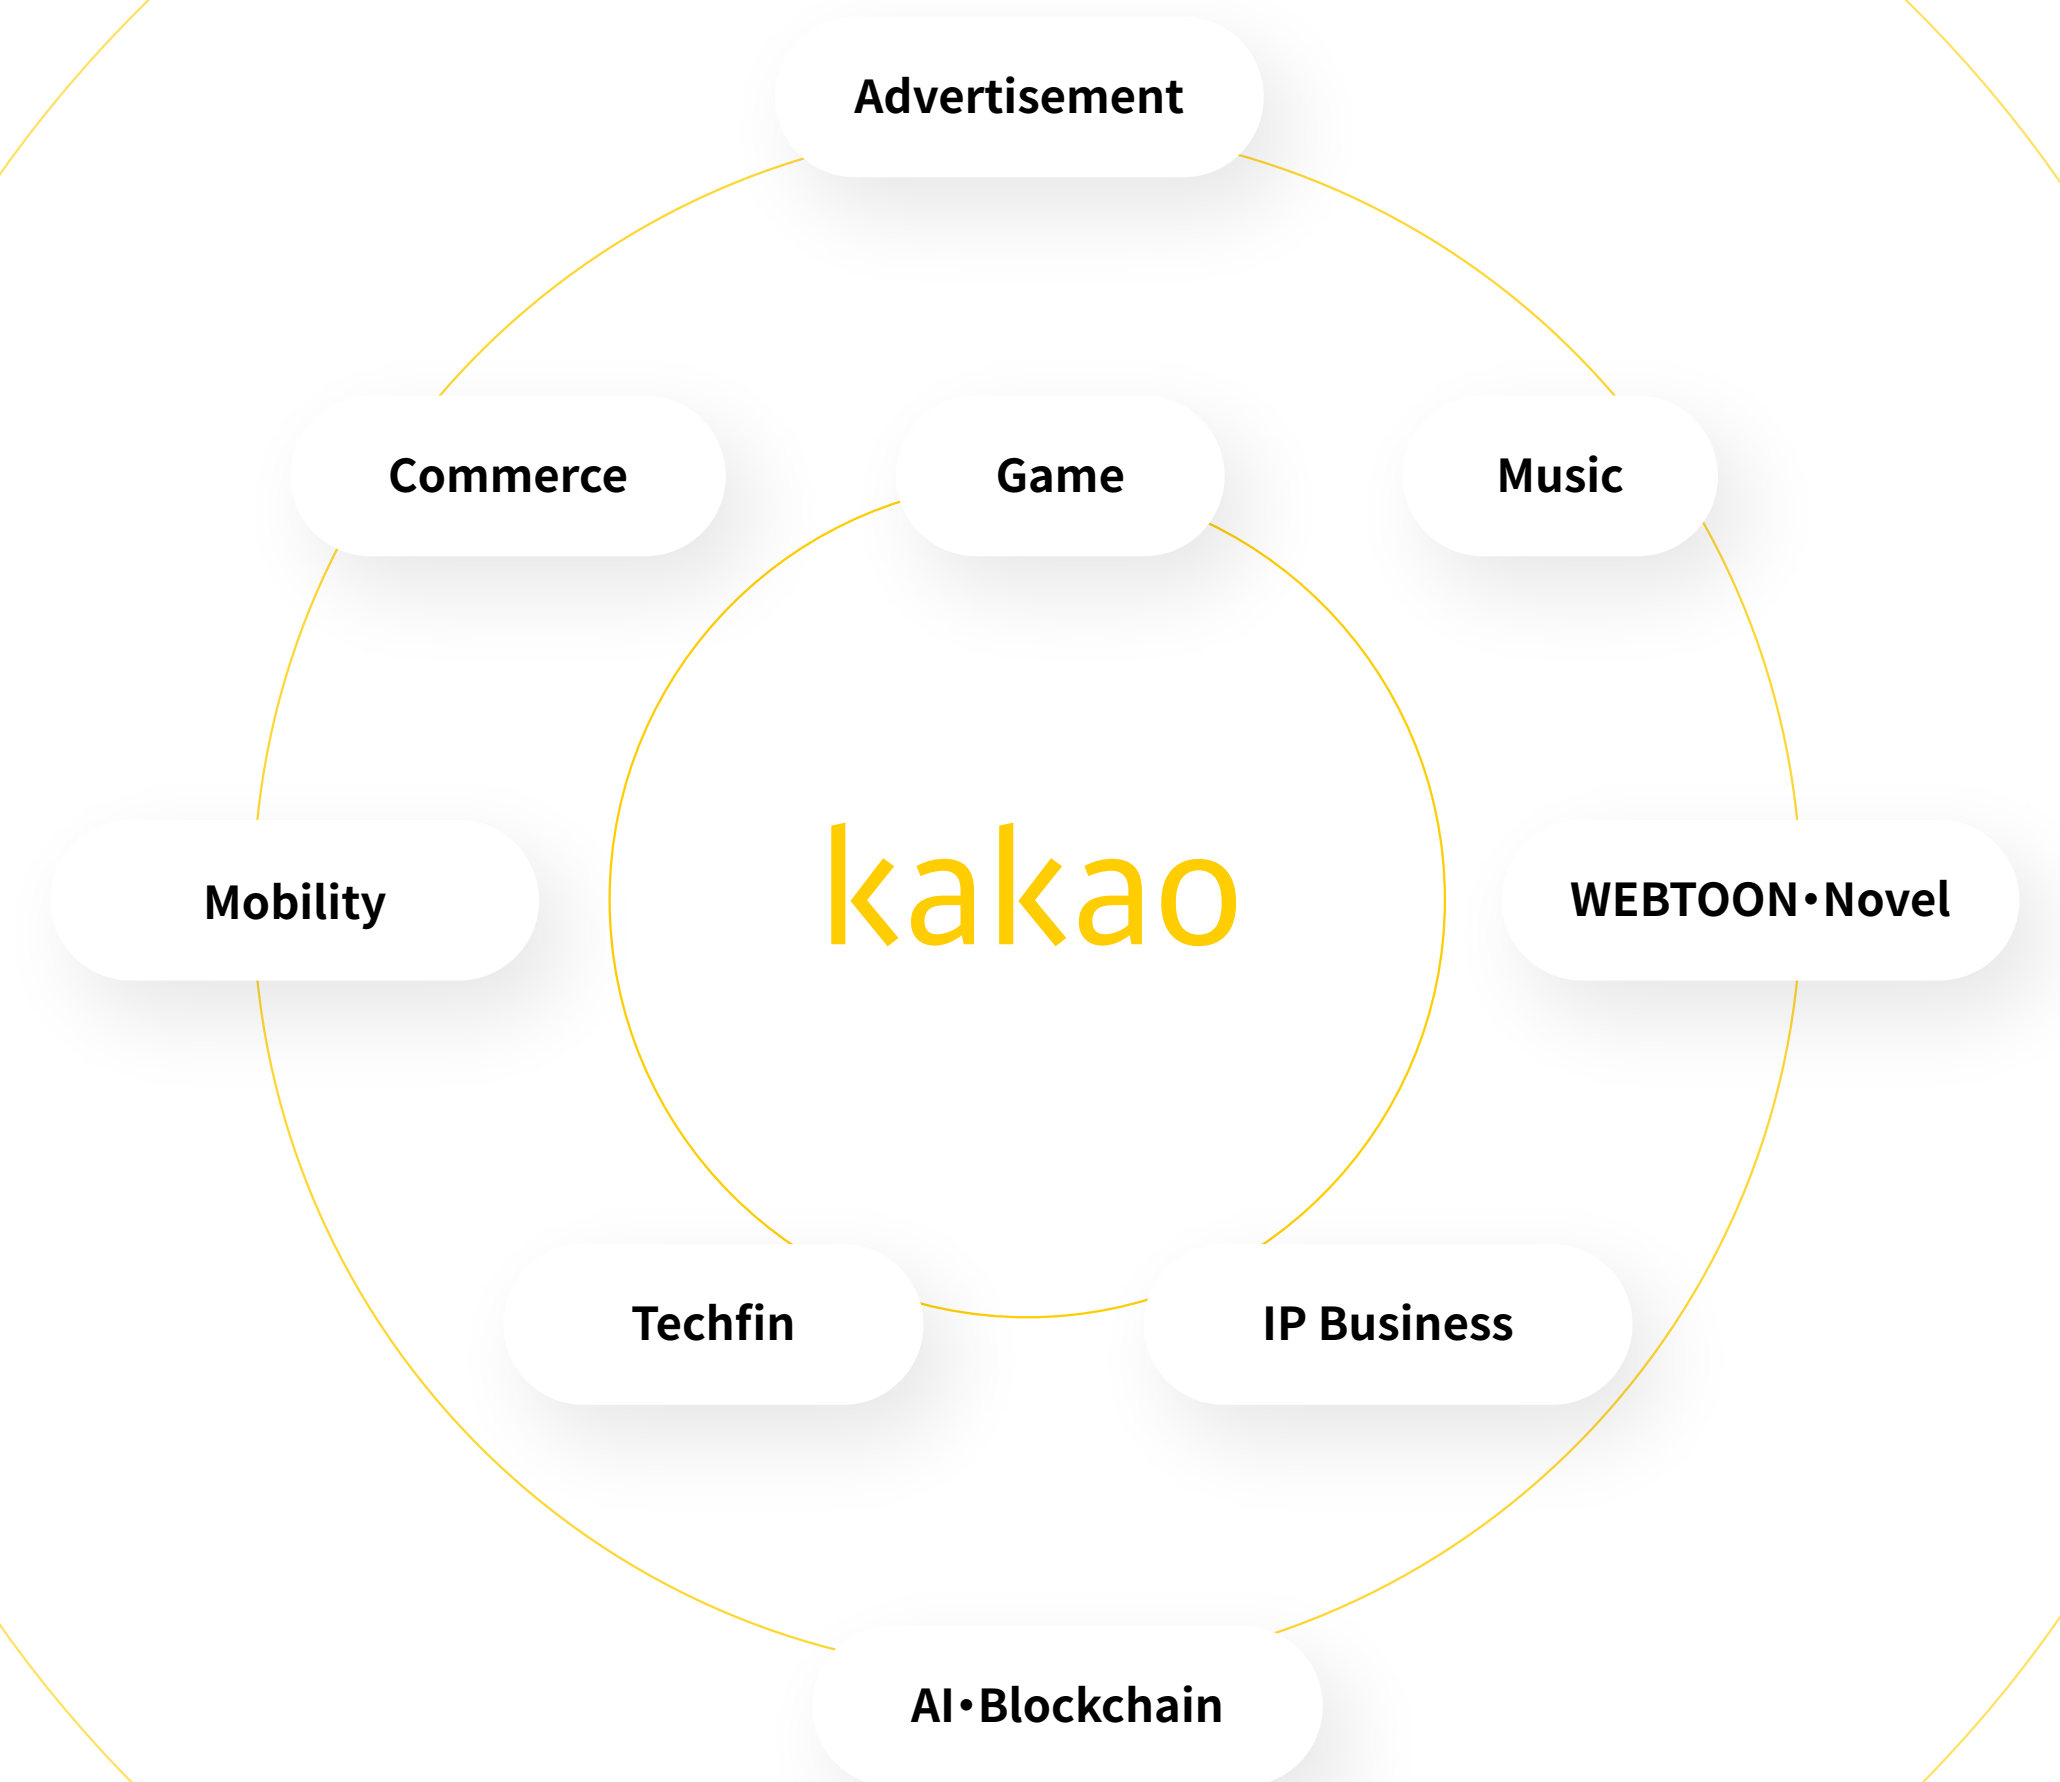 Advertisement
Commerce
Game
Music
kakao
Mobility
WEBTOON•Novel
Techfin
IP Business
AI•Blockchain